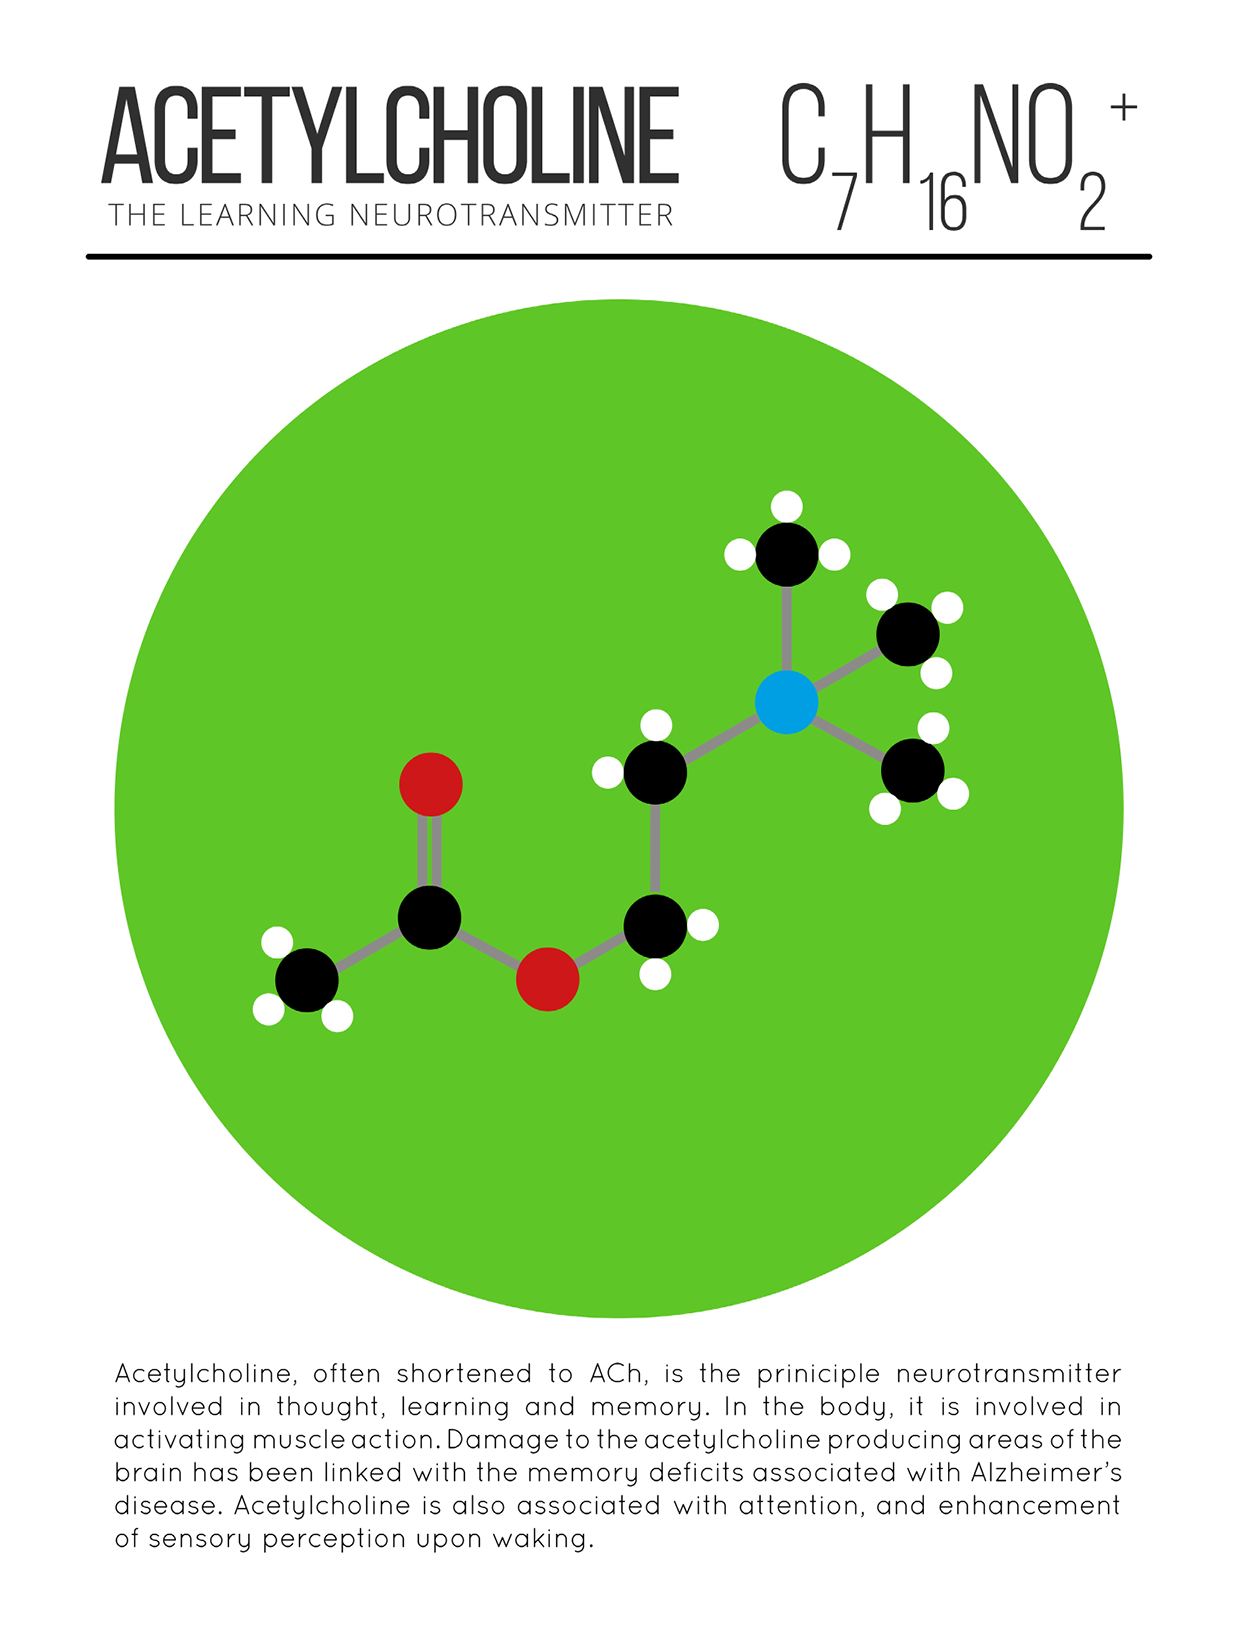 ACETYLCHOLINE
THE LEARNING NEUROTRANSMITTER
C7H16NO2+
Acetylcholine, often shortened to ACh, is the priniciple neurotransmitter
involved in thought, learning and memory. In the body, it is involved in
activating muscle action. Damage to the acetylcholine producing areas of the
brain has been linked with the memory deficits associated with Alzheimer's
disease. Acetylcholine is also associated with attention, and enhancement
of sensory perception upon waking.